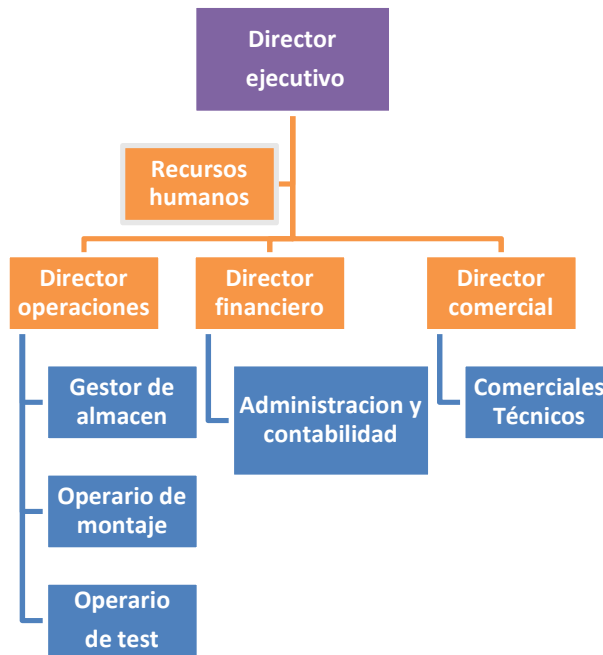 Director
ejecutivo
Recursos
humanos
Director
operaciones
Director
financiero
Director
comercial
Gestor de
almacen
Administracion y
contabilidad
Comerciales
Técnicos
Operario de
montaje
Operario
de test